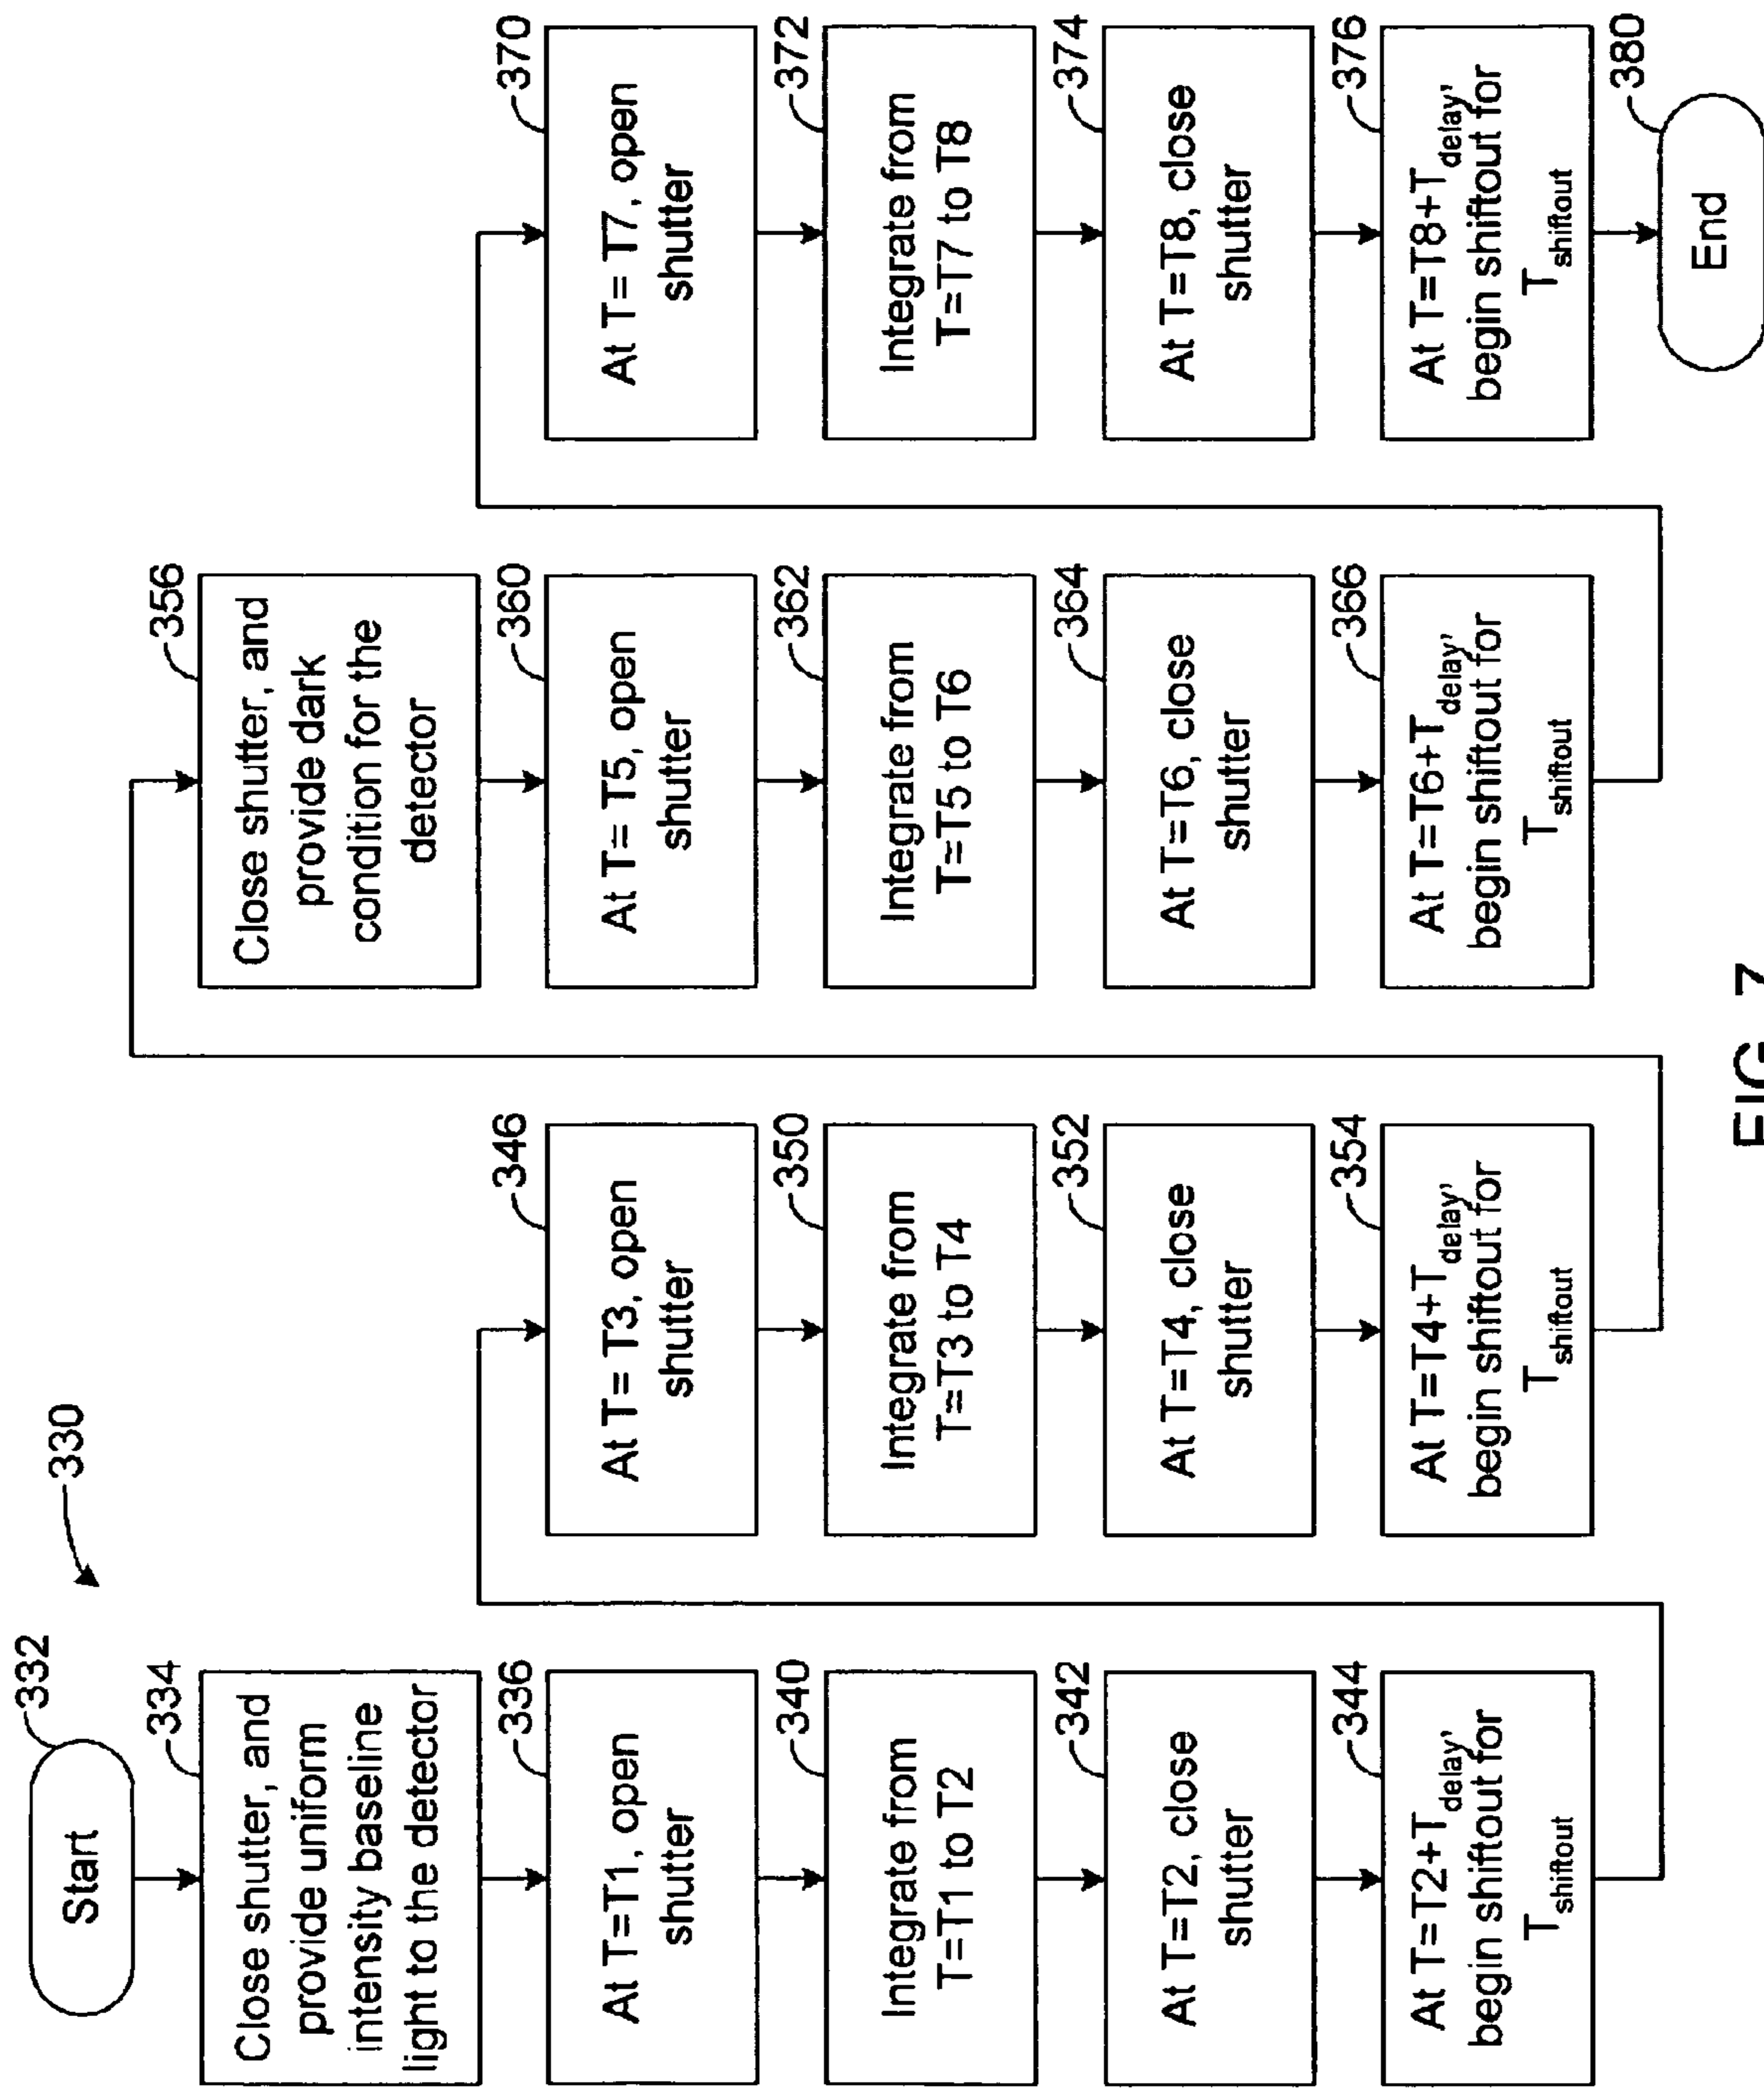 330
Start
332
Close shutter, and
provide uniform
intensity baseline
light to the detector
334
At T=T1, open
shutter
336
Integrate from
T=T1 to T2
340
At T=T2, close
shutter
342
At T=T2+Tdelay,
begin shiftout for
Tshiftout
344
At T= T3, open
shutter
346
Integrate from
T=T3 to T4
350
At T=T4, close
shutter
352
At T=T4+Tdelay,
begin shiftout for
Tshiftout
354
Close shutter, and
provide dark
condition for the
detector
356
At T= T5, open
shutter
360
Integrate from
T=T5 to T6
362
At T=T6, close
shutter
364
At T=T6+Tdelay,
begin shiftout for
Tshiftout
366
At T= T7, open
shutter
370
Integrate from
T=T7 to T8
372
At T=T8, close
shutter
374
At T=T8+Tdelay,
begin shiftout for
Tshiftout
376
End
380
FIG. 7